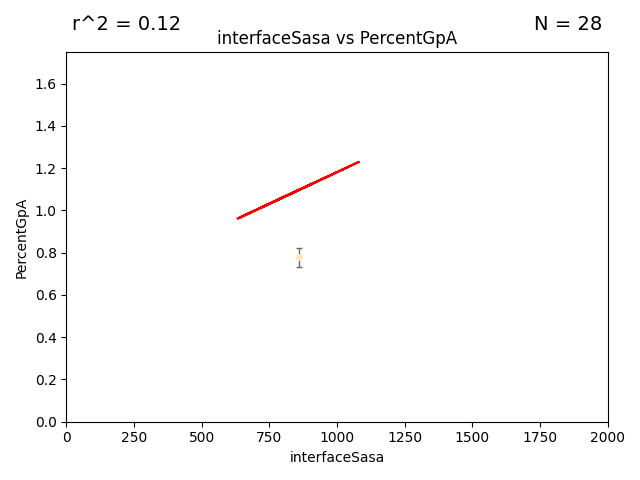 r^2 = 0.12
N = 28
interfaceSasa vs PercentGpA
PercentGpA
1.6
1.4
1.2
1.0
0.8
0.6
0.4
0.2
0.0
0 250 500 750 1000 1250 1500 1750 2000
interfaceSasa